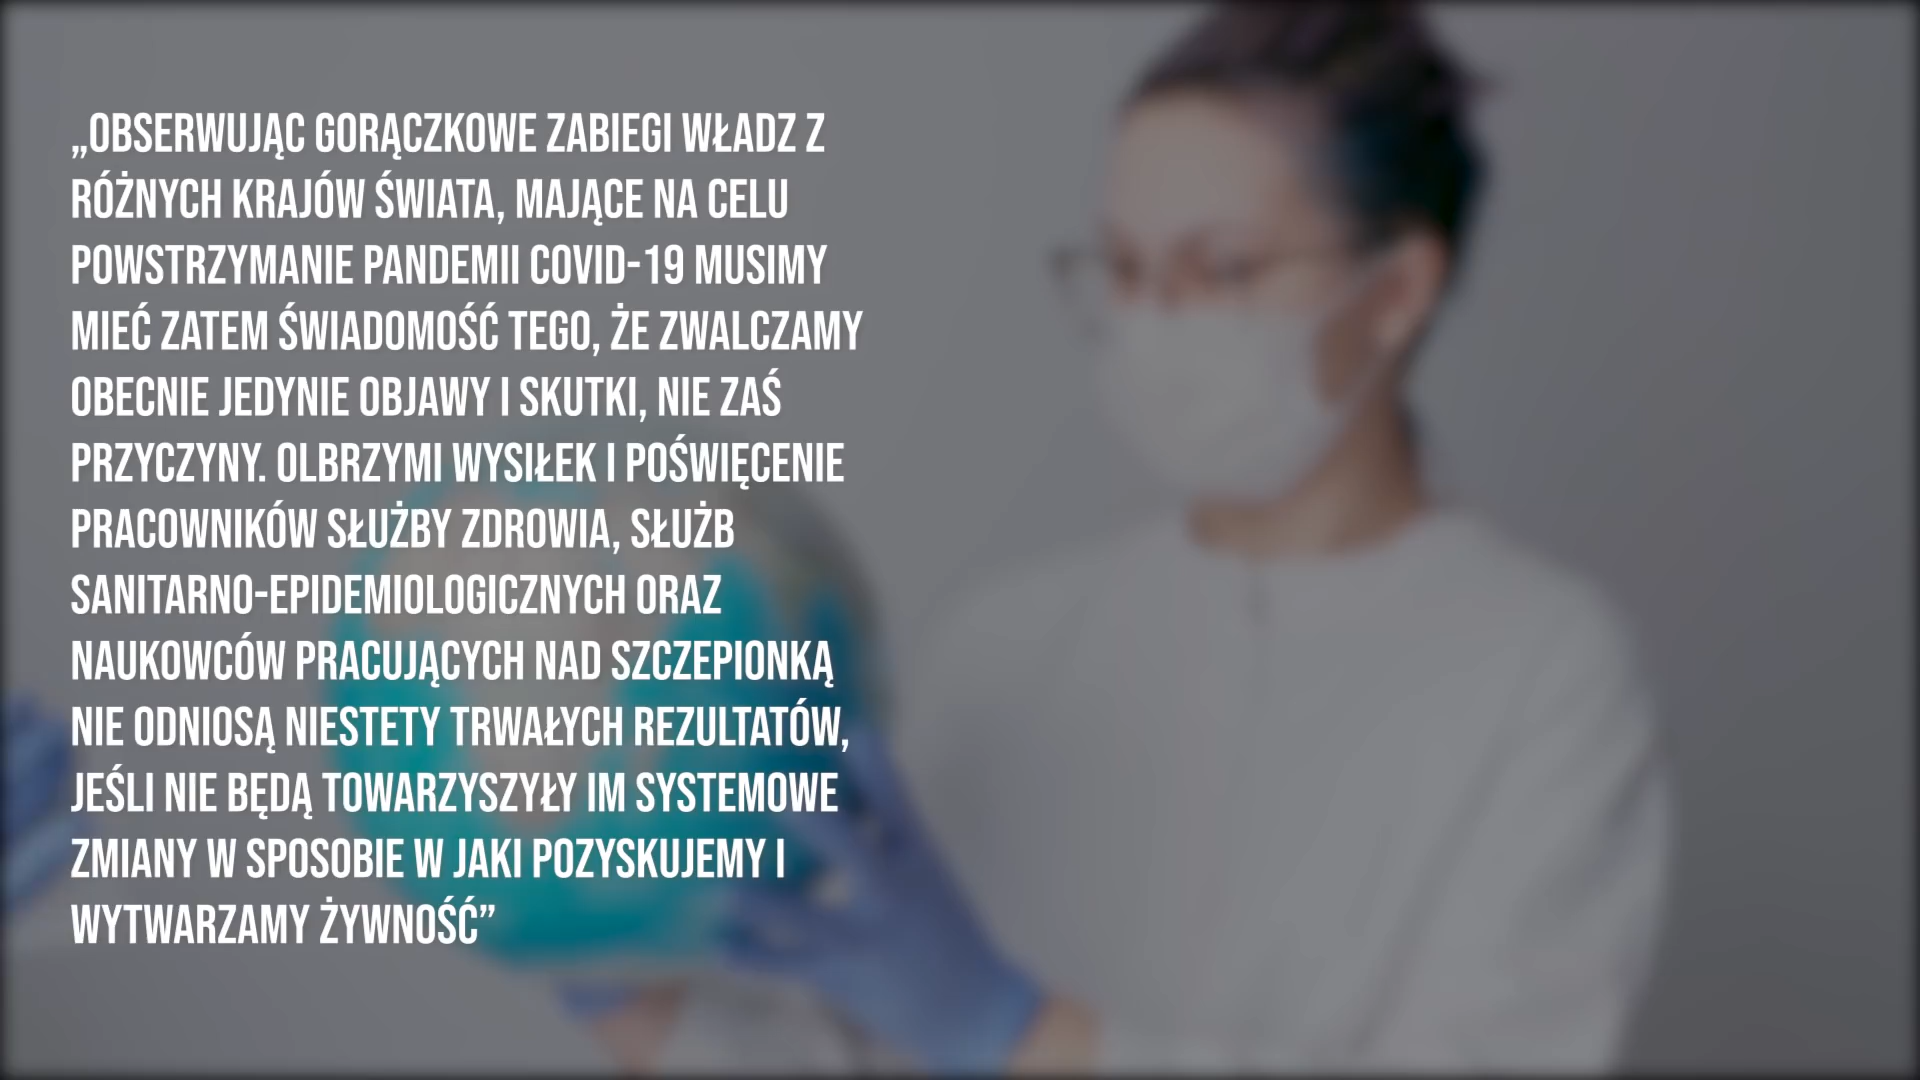 „OBSERWUJĄC GORĄCZKOWE ZABIEGI WŁADZ Z
RÓŻNYCH KRAJÓW ŚWIATA, MAJĄCE NA CELU
POWSTRZYMANIE PANDEMII COVID-19 MUSIMY
MIEĆ ZATEM ŚWIADOMOŚĆ TEGO, ŻE ZWALCZAMY
OBECNIE JEDYNIE OBJAWY I SKUTKI, NIE ZAŚ
PRZYCZYNY. OLBRZYMI WYSIŁEK I POŚWIĘCENIE
PRACOWNIKÓW SŁUŻBY ZDROWIA, SŁUŻB
SANITARNO-EPIDEMIOLOGICZNYCH ORAZ
NAUKOWCÓW PRACUJĄCYCH NAD SZCZEPIONKĄ
NIE ODNIOSĄ NIESTETY TRWAŁYCH REZULTATÓW,
JEŚLI NIE BĘDĄ TOWARZYSZYŁY IM SYSTEMOWE
ZMIANY W SPOSOBIE W JAKI POZYSKUJEMY I
WYTWARZAMY ŻYWNOŚĆ”